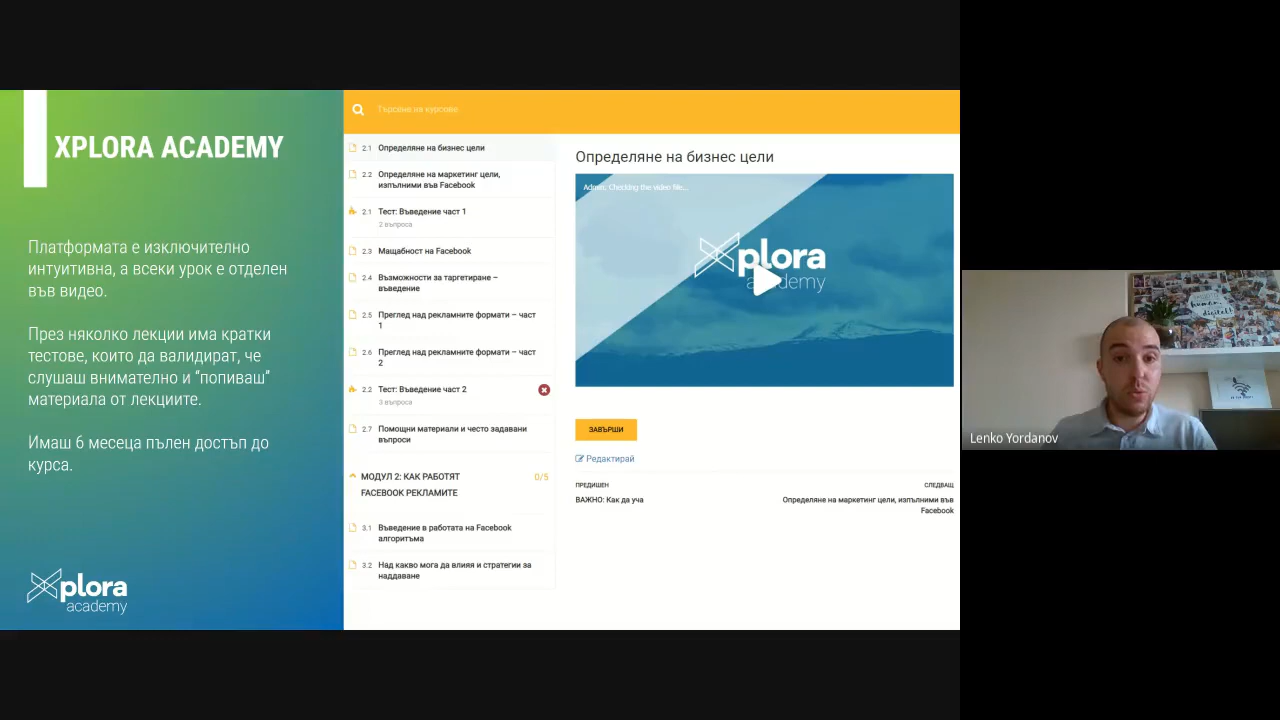 XPLORA ACADEMY
Платформата е изключително
интуитивна, а всеки урок е отделен
във видео.
През няколко лекции има кратки
тестове, които да валидират, че
слушаш внимателно и “попиваш”
материала от лекциите.
Имаш 6 месеца пълен достъп до
курса.
Xplora
academy
Търсене на курсове
2.1 Определяне на бизнес цели
2.2 Определяне на маркетинг цели,
изпълними във Facebook
2.1 Тест: Въведение част 1
2 въпроса
2.3 Мащабност на Facebook
2.4 Възможности за таргетиране –
въведение
2.5 Преглед над рекламните формати – част
1
2.6 Преглед над рекламните формати – част
2
2.2 Тест: Въведение част 2
3 въпроса
2.7 Помощни материали и често задавани
въпроси
МОДУЛ 2: КАК РАБОТЯТ 0/5
FACEBOOK РЕКЛАМИТЕ
3.1 Въведение в работата на Facebook
алгоритъма
3.2 Над какво мога да влияя и стратегии за
наддаване
Определяне на бизнес цели
Admin: Checking the video file...
Xplora
academy
ЗАВЪРШИ
Редактирай
ПРЕДИШЕН
ВАЖНО: Как да уча
СЛЕДВАЩ
Определяне на маркетинг цели, изпълними във
Facebook
human.
digital!
Lenko Yordanov